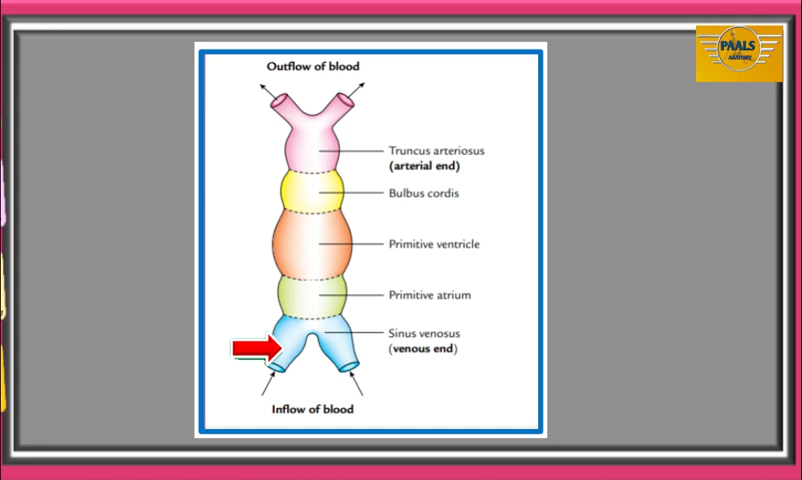 PAALS
ANATOMY
Outflow of blood
Truncus arteriosus
(arterial end)
Bulbus cordis
Primitive ventricle
Primitive atrium
Sinus venosus
(venous end)
Inflow of blood